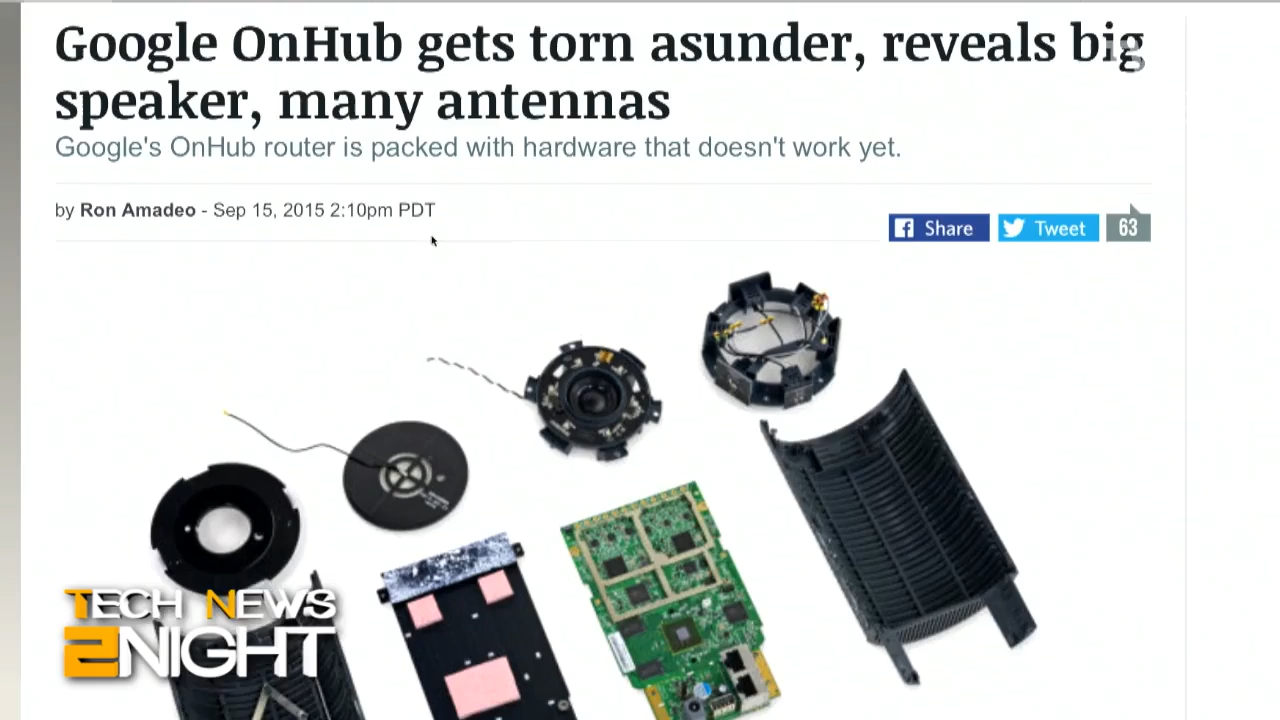 Google OnHub gets torn asunder, reveals big
speaker, many antennas
Google's OnHub router is packed with hardware that doesn't work yet.
by Ron Amadeo - Sep 15, 2015 2:10pm PDT
Share
Tweet
63
TECH NEWS
2NIGHT